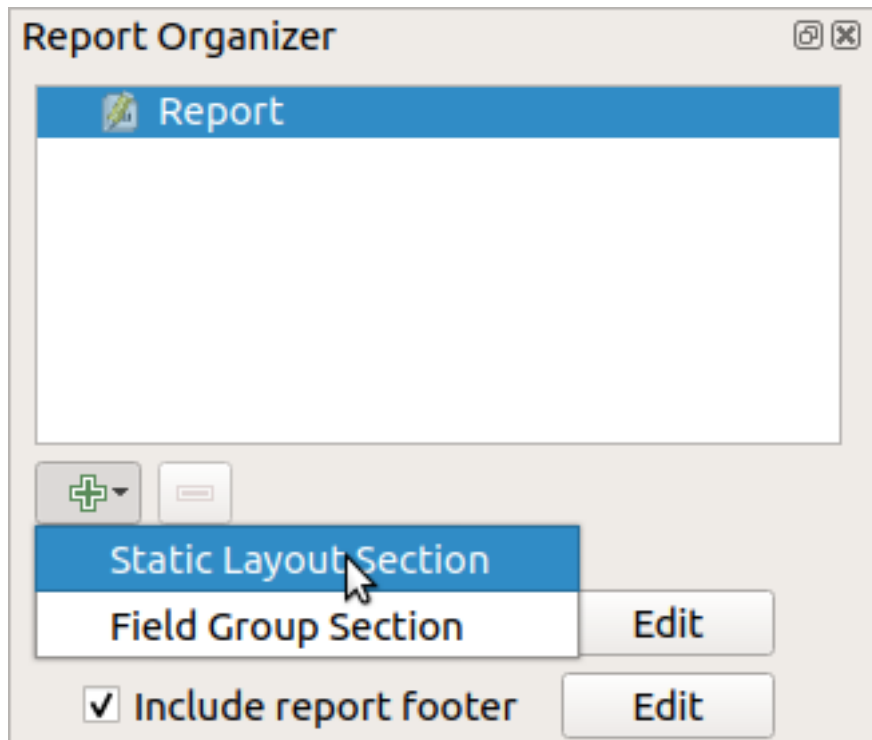 Report Organizer
Report
Static Layout Section
Field Group Section
Edit
Include report footer
Edit